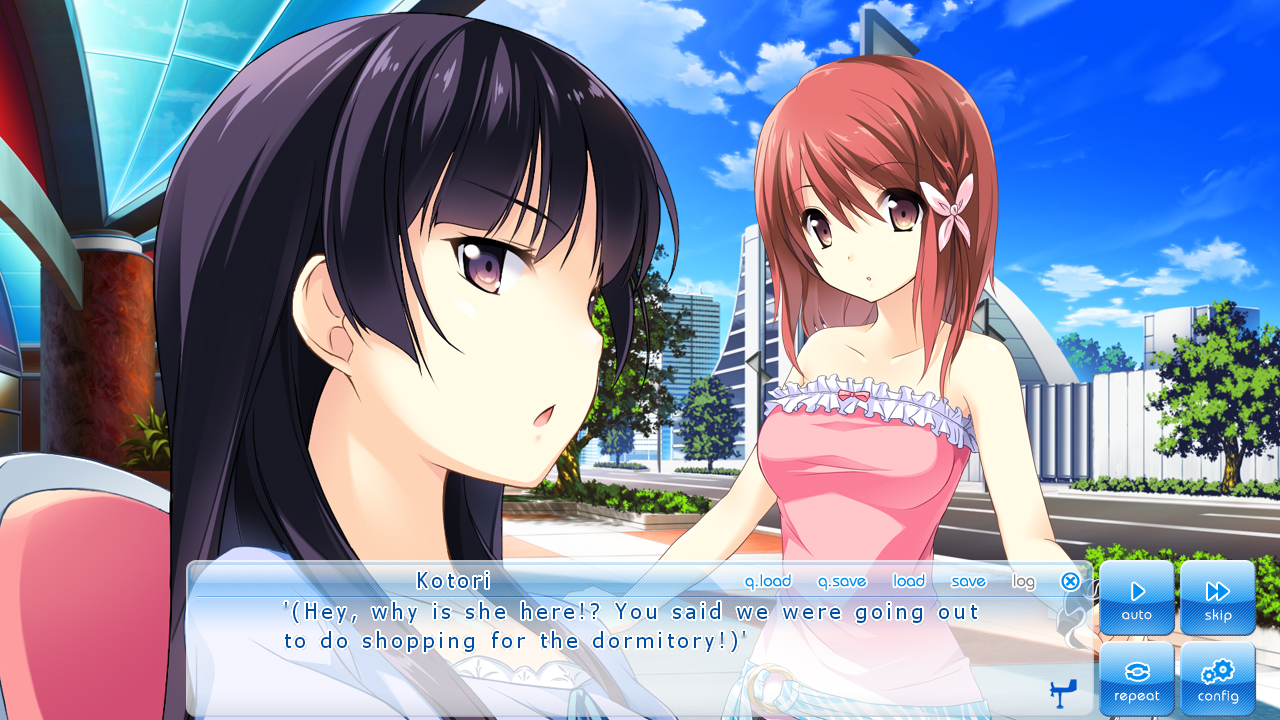 Kotori
q.load q.save load save log
'(Hey, why is she here!? You said we were going out
to do shopping for the dormitory!)'
auto
skip
repeat
config